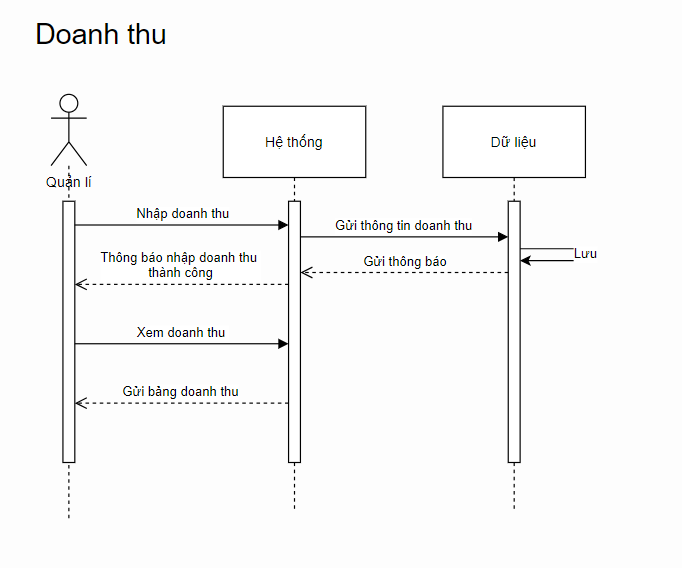 Doanh thu
Hệ thống
Dữ liệu
Quản lí
Nhập doanh thu
Gửi thông tin doanh thu
Lưu
Thông báo nhập doanh thu
thành công
Gửi thông báo
Xem doanh thu
Gửi bảng doanh thu